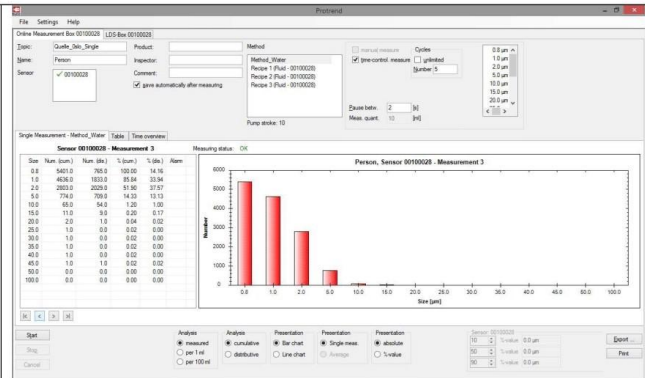 Protrend
File Settings Help
Online Measurement Box 00100028 LDS-Box 00100028
Topic: Quelle_Oslo_Single Product: Method manual measure Cycles 0.8 µm
Name: Person Inspector: Method_Water time-control. measure unlimited 1.0 µm
Sensor 00100028 Comment: Recipe 1 (Fluid - 00100028) Number 5 2.0 µm
save automatically after measuring Recipe 2 (Fluid - 00100028) 5.0 µm
Recipe 3 (Fluid - 00100028) 10.0 µm
15.0 µm
Pause betw. 2 [s] 20.0 µm
Pump stroke: 10 Meas. quant. 10 [ml]
Single Measurement - Method_Water Table Time overview
Sensor 00100028 - Measurement 3 Measuring status: OK
Size Num. (cum.) Num. (dis.) % (cum.) % (dis.) Alarm
0.8 5401.0 765.0 100.00 14.16
1.0 4636.0 1833.0 85.84 33.94
2.0 2803.0 2029.0 51.90 37.57
5.0 774.0 709.0 14.33 13.13
10.0 65.0 54.0 1.20 1.00
15.0 11.0 9.0 0.20 0.17
20.0 2.0 1.0 0.04 0.02
25.0 1.0 0.0 0.02 0.00
30.0 1.0 0.0 0.02 0.00
35.0 1.0 0.0 0.02 0.00
40.0 1.0 0.0 0.02 0.00
45.0 1.0 1.0 0.02 0.02
50.0 0.0 0.0 0.00 0.00
100.0 0.0 0.0 0.00 0.00
Person, Sensor 00100028 - Measurement 3
6000
5000
4000
3000
2000
1000
0
Number
0.8 1.0 2.0 5.0 10.0 15.0 20.0 25.0 30.0 35.0 40.0 45.0 50.0 100.0
Size [µm]
Start Analysis Analysis Presentation Presentation Presentation Sensor 00100028
measured cumulative Bar chart Single meas. absolute 10 %-value 0.0 µm Export ...
Stop per 1 ml distributive Line chart Average %-value 50 %-value 0.0 µm Print
Cancel per 100 ml 90 %-value 0.0 µm